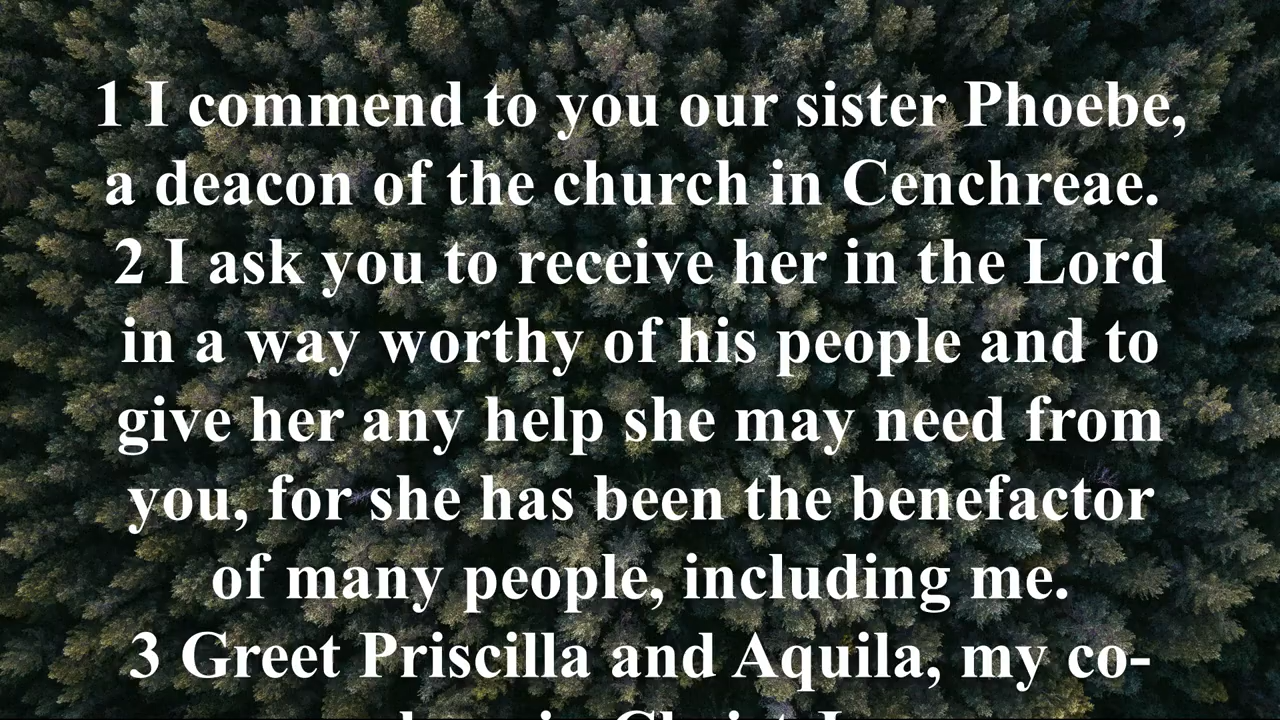 1 I commend to you our sister Phoebe,
a deacon of the church in Cenchreae.
2 I ask you to receive her in the Lord
in a way worthy of his people and to
give her any help she may need from
you, for she has been the benefactor
of many people, including me.
3 Greet Priscilla and Aquila, my co-
in Christ